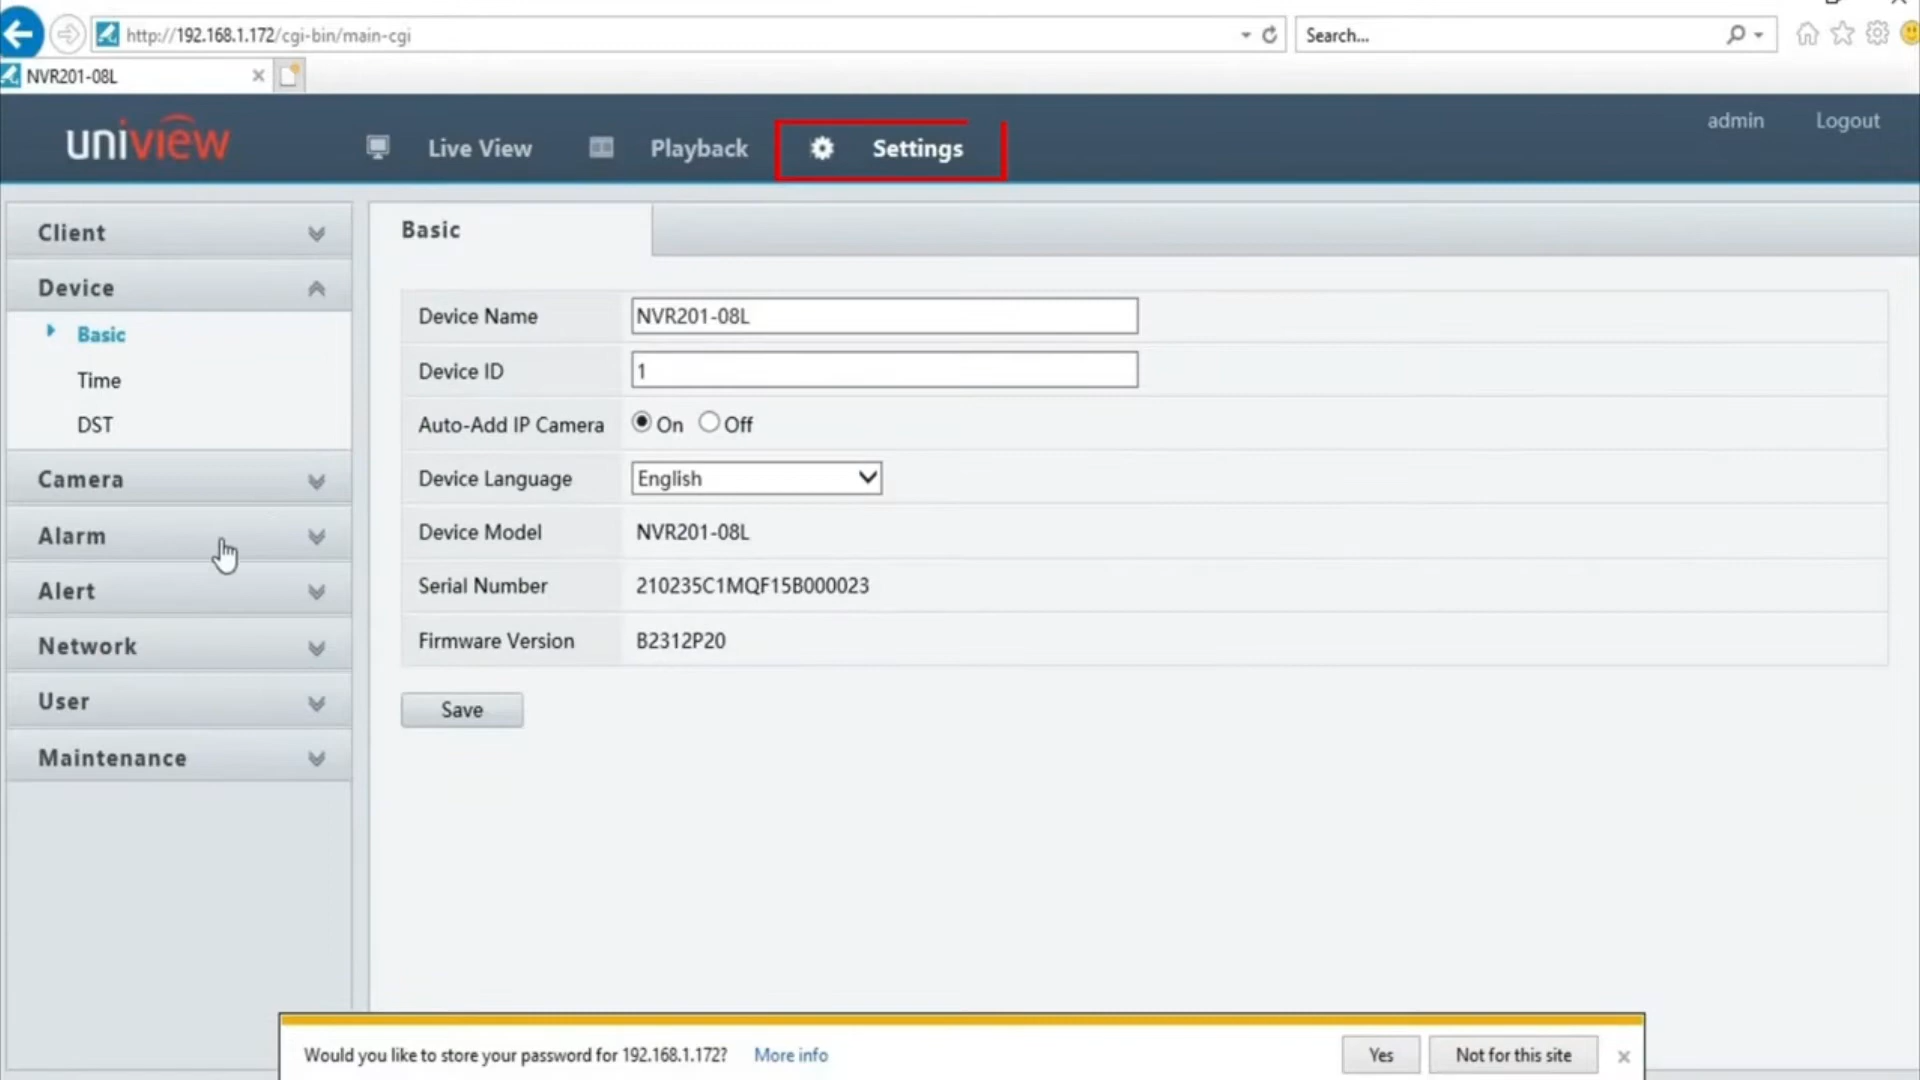 http://192.168.1.172/cgi-bin/main-cgi
Search...
NVR201-08L
uniview
Live View
Playback
Settings
admin
Logout
Client
Device
Basic
Time
DST
Camera
Alarm
Alert
Network
User
Maintenance
Basic
Device Name NVR201-08L
Device ID 1
Auto-Add IP Camera On Off
Device Language English
Device Model NVR201-08L
Serial Number 210235C1MQF15B000023
Firmware Version B2312P20
Save
Would you like to store your password for 192.168.1.172? More info Yes Not for this site